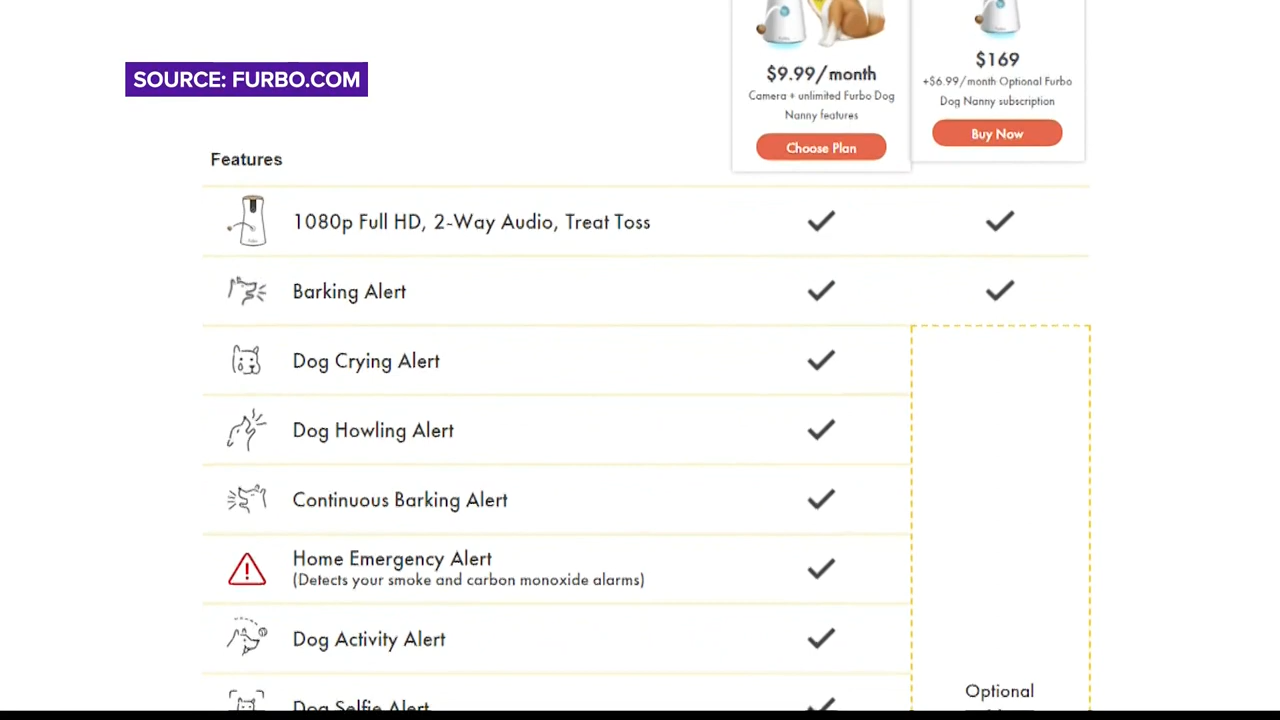 SOURCE: FURBO.COM
$9.99/month
Camera + unlimited Furbo Dog
Nanny features
Choose Plan
$169
+$6.99/month Optional Furbo
Dog Nanny subscription
Buy Now
Features
1080p Full HD, 2-Way Audio, Treat Toss
Barking Alert
Dog Crying Alert
Dog Howling Alert
Continuous Barking Alert
Home Emergency Alert
(Detects your smoke and carbon monoxide alarms)
Dog Activity Alert
Dog Selfie Alert
Optional